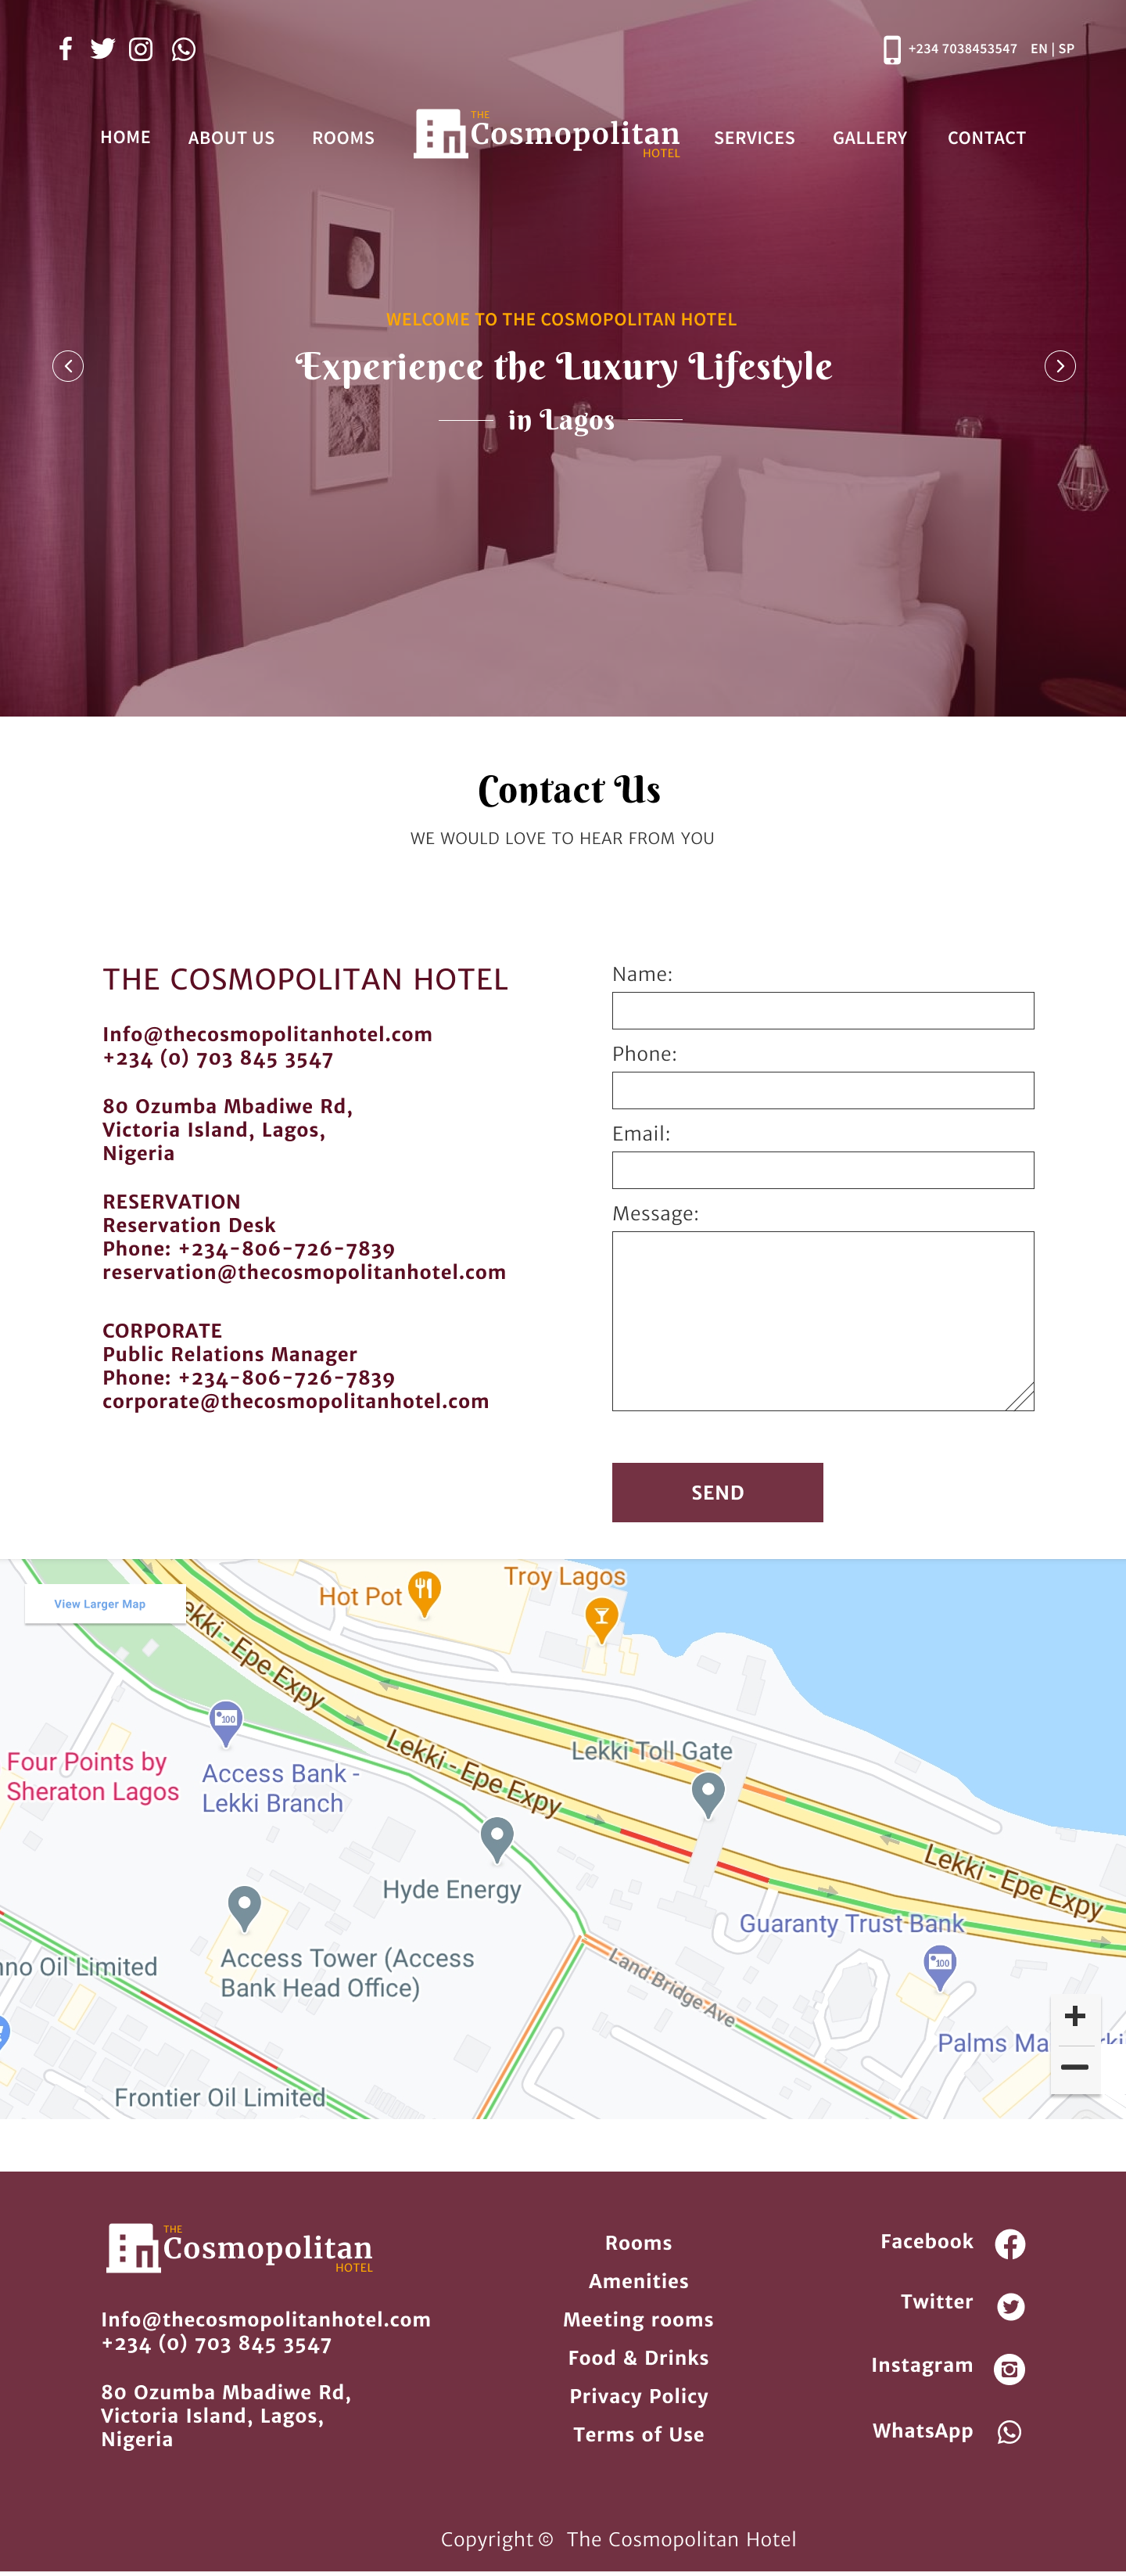 +234 7038453547 EN | SP
HOME ABOUT US ROOMS
THE
Cosmopolitan
HOTEL
SERVICES GALLERY CONTACT
WELCOME TO THE COSMOPOLITAN HOTEL
Experience the Luxury Lifestyle
in Lagos
Contact Us
WE WOULD LOVE TO HEAR FROM YOU
THE COSMOPOLITAN HOTEL
Info@thecosmopolitanhotel.com
+234 (0) 703 845 3547
80 Ozumba Mbadiwe Rd,
Victoria Island, Lagos,
Nigeria
RESERVATION
Reservation Desk
Phone: +234-806-726-7839
reservation@thecosmopolitanhotel.com
CORPORATE
Public Relations Manager
Phone: +234-806-726-7839
corporate@thecosmopolitanhotel.com
Name:
Phone:
Email:
Message:
SEND
View Larger Map
Hot Pot
Troy Lagos
ekki - Epe Expy
100
Lekki - Epe Expy
Lekki Toll Gate
Four Points by
Sheraton Lagos
Access Bank -
Lekki Branch
Hyde Energy
Lekki - Epe Expy
Guaranty Trust Bank
100
Access Tower (Access
Bank Head Office)
no Oil Limited
Land Bridge Ave
Palms Ma
Frontier Oil Limited
THE
Cosmopolitan
HOTEL
Info@thecosmopolitanhotel.com
+234 (0) 703 845 3547
80 Ozumba Mbadiwe Rd,
Victoria Island, Lagos,
Nigeria
Rooms
Amenities
Meeting rooms
Food & Drinks
Privacy Policy
Terms of Use
Facebook
Twitter
Instagram
WhatsApp
Copyright © The Cosmopolitan Hotel